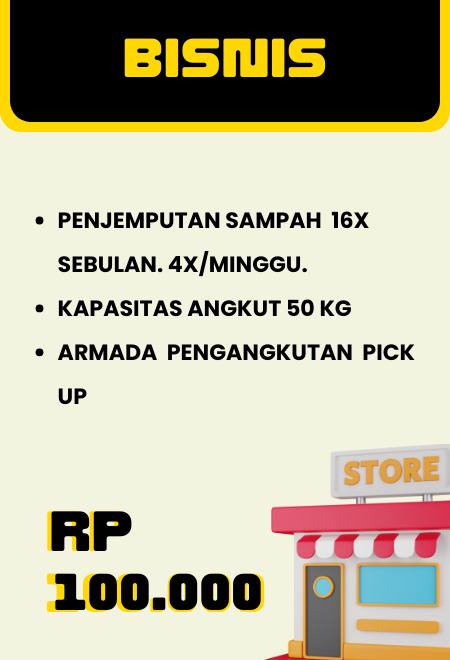 BISNIS
• PENJEMPUTAN SAMPAH 16X
SEBULAN. 4X/MINGGU.
• KAPASITAS ANGKUT 50 KG
• ARMADA PENGANGKUTAN PICK
UP
STORE
RP
100.000